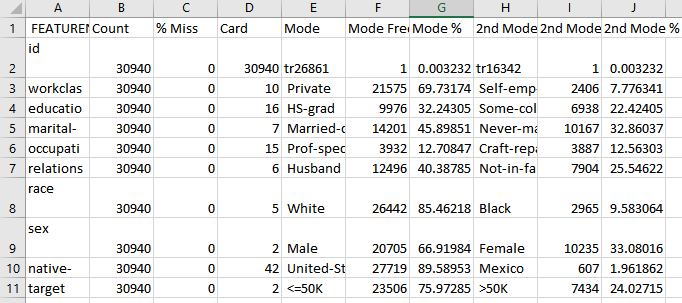 A B C D E F G H I J
1 FEATUREN Count % Miss Card Mode Mode Fre Mode % 2nd Mode 2nd Mode 2nd Mode %
id
2 30940 0 30940 tr26861 1 0.003232 tr16342 1 0.003232
3 workclas 30940 0 10 Private 21575 69.73174 Self-emp 2406 7.776341
4 educatio 30940 0 16 HS-grad 9976 32.24305 Some-col 6938 22.42405
5 marital- 30940 0 7 Married-c 14201 45.89851 Never-ma 10167 32.86037
6 occupati 30940 0 15 Prof-spec 3932 12.70847 Craft-repa 3887 12.56303
7 relations 30940 0 6 Husband 12496 40.38785 Not-in-fa 7904 25.54622
race
8 30940 0 5 White 26442 85.46218 Black 2965 9.583064
sex
9 30940 0 2 Male 20705 66.91984 Female 10235 33.08016
10 native- 30940 0 42 United-St 27719 89.58953 Mexico 607 1.961862
11 target 30940 0 2 <=50K 23506 75.97285 >50K 7434 24.02715